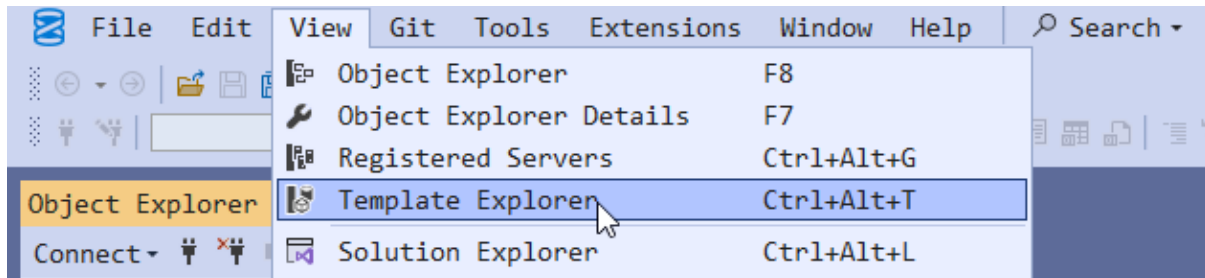 File Edit View Git Tools Extensions Window Help Search
Object Explorer F8
Object Explorer Details F7
Registered Servers Ctrl+Alt+G
Template Explorer Ctrl+Alt+T
Object Explorer
Solution Explorer Ctrl+Alt+L
Connect